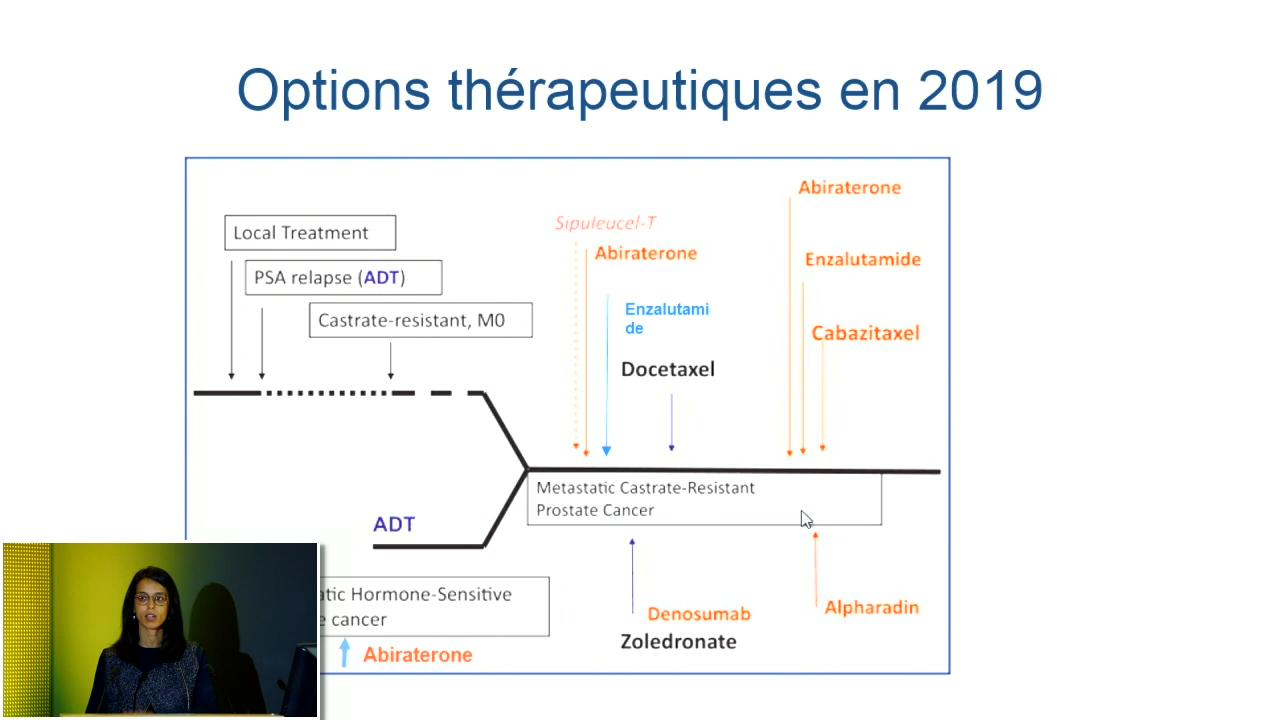 Options thérapeutiques en 2019
Local Treatment
PSA relapse (ADT)
Castrate-resistant, M0
Sipuleucel-T
Abiraterone
Enzalutami
de
Docetaxel
Abiraterone
Enzalutamide
Cabazitaxel
Metastatic Castrate-Resistant
Prostate Cancer
ADT
Hormone-Sensitive
cancer
Abiraterone
Denosumab
Zoledronate
Alpharadin